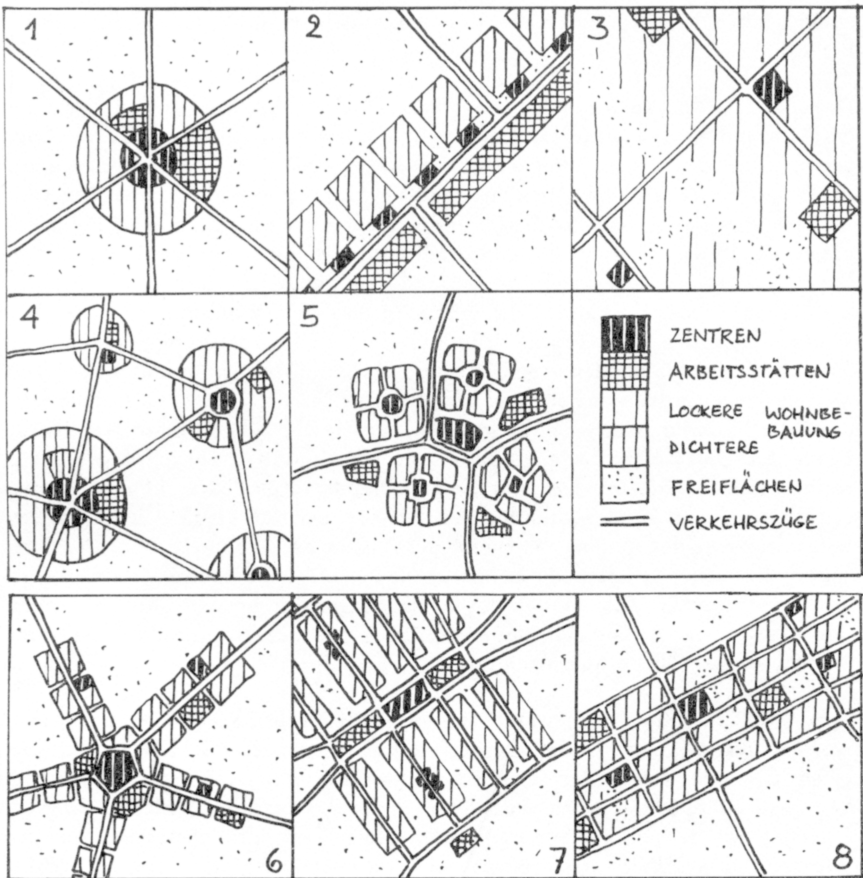 1
2
3
4
5
ZENTREN
ARBEITSSTÄTTEN
LOCKERE WOHNBE-
BAUUNG
DICHTERE
FREIFLÄCHEN
VERKEHRSZÜGE
6
7
8